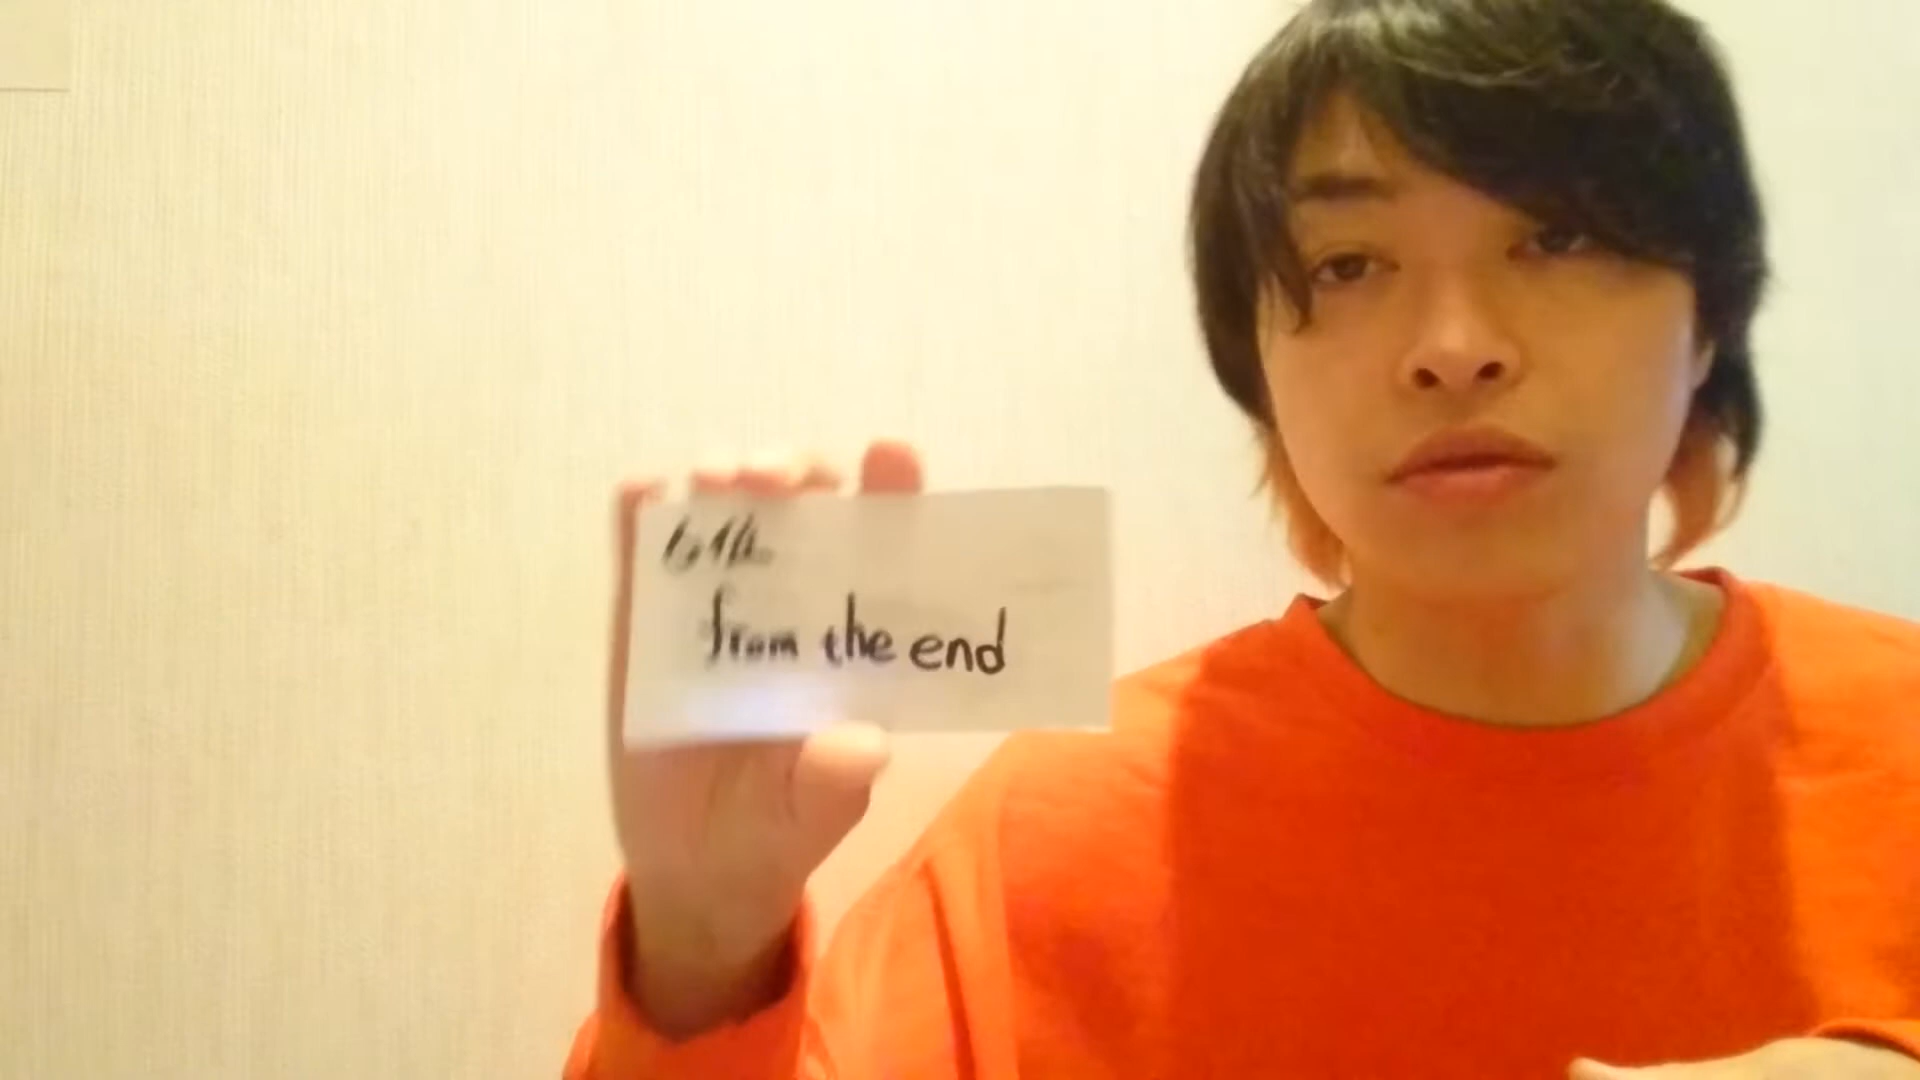 from the end